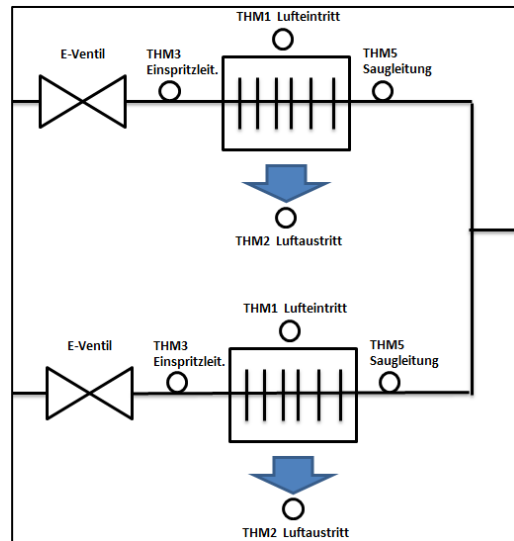 THM1 Lufteintritt
E-Ventil
THM3
Einspritzleit.
THM5
Saugleitung
THM2 Luftaustritt
THM1 Lufteintritt
E-Ventil
THM3
Einspritzleit.
THM5
Saugleitung
THM2 Luftaustritt